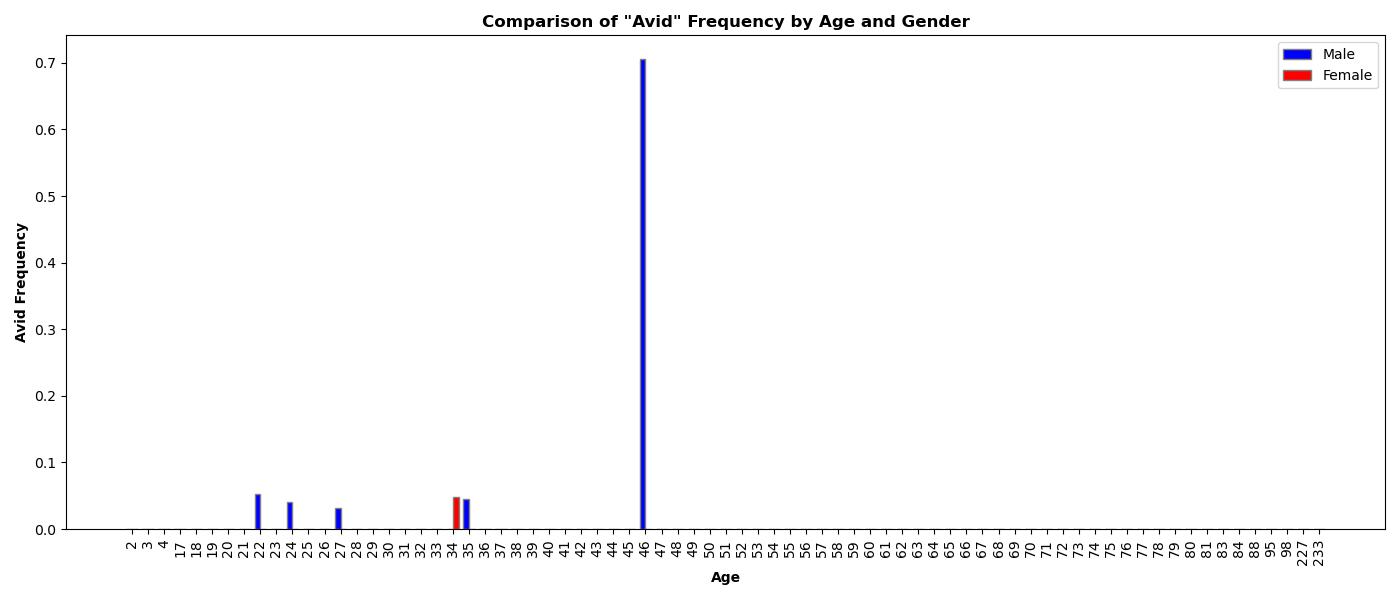 Comparison of "Avid" Frequency by Age and Gender
Male
Female
Avid Frequency
0.7
0.6
0.5
0.4
0.3
0.2
0.1
0.0
2 3 4 17 18 19 20 21 22 23 24 25 26 27 28 29 30 31 32 33 34 35 36 37 38 39 40 41 42 43 44 45 46 47 48 49 50 51 52 53 54 55 56 57 58 59 60 61 62 63 64 65 66 67 68 69 70 71 72 73 74 75 76 77 78 79 80 81 83 84 88 95 98 227 233
Age